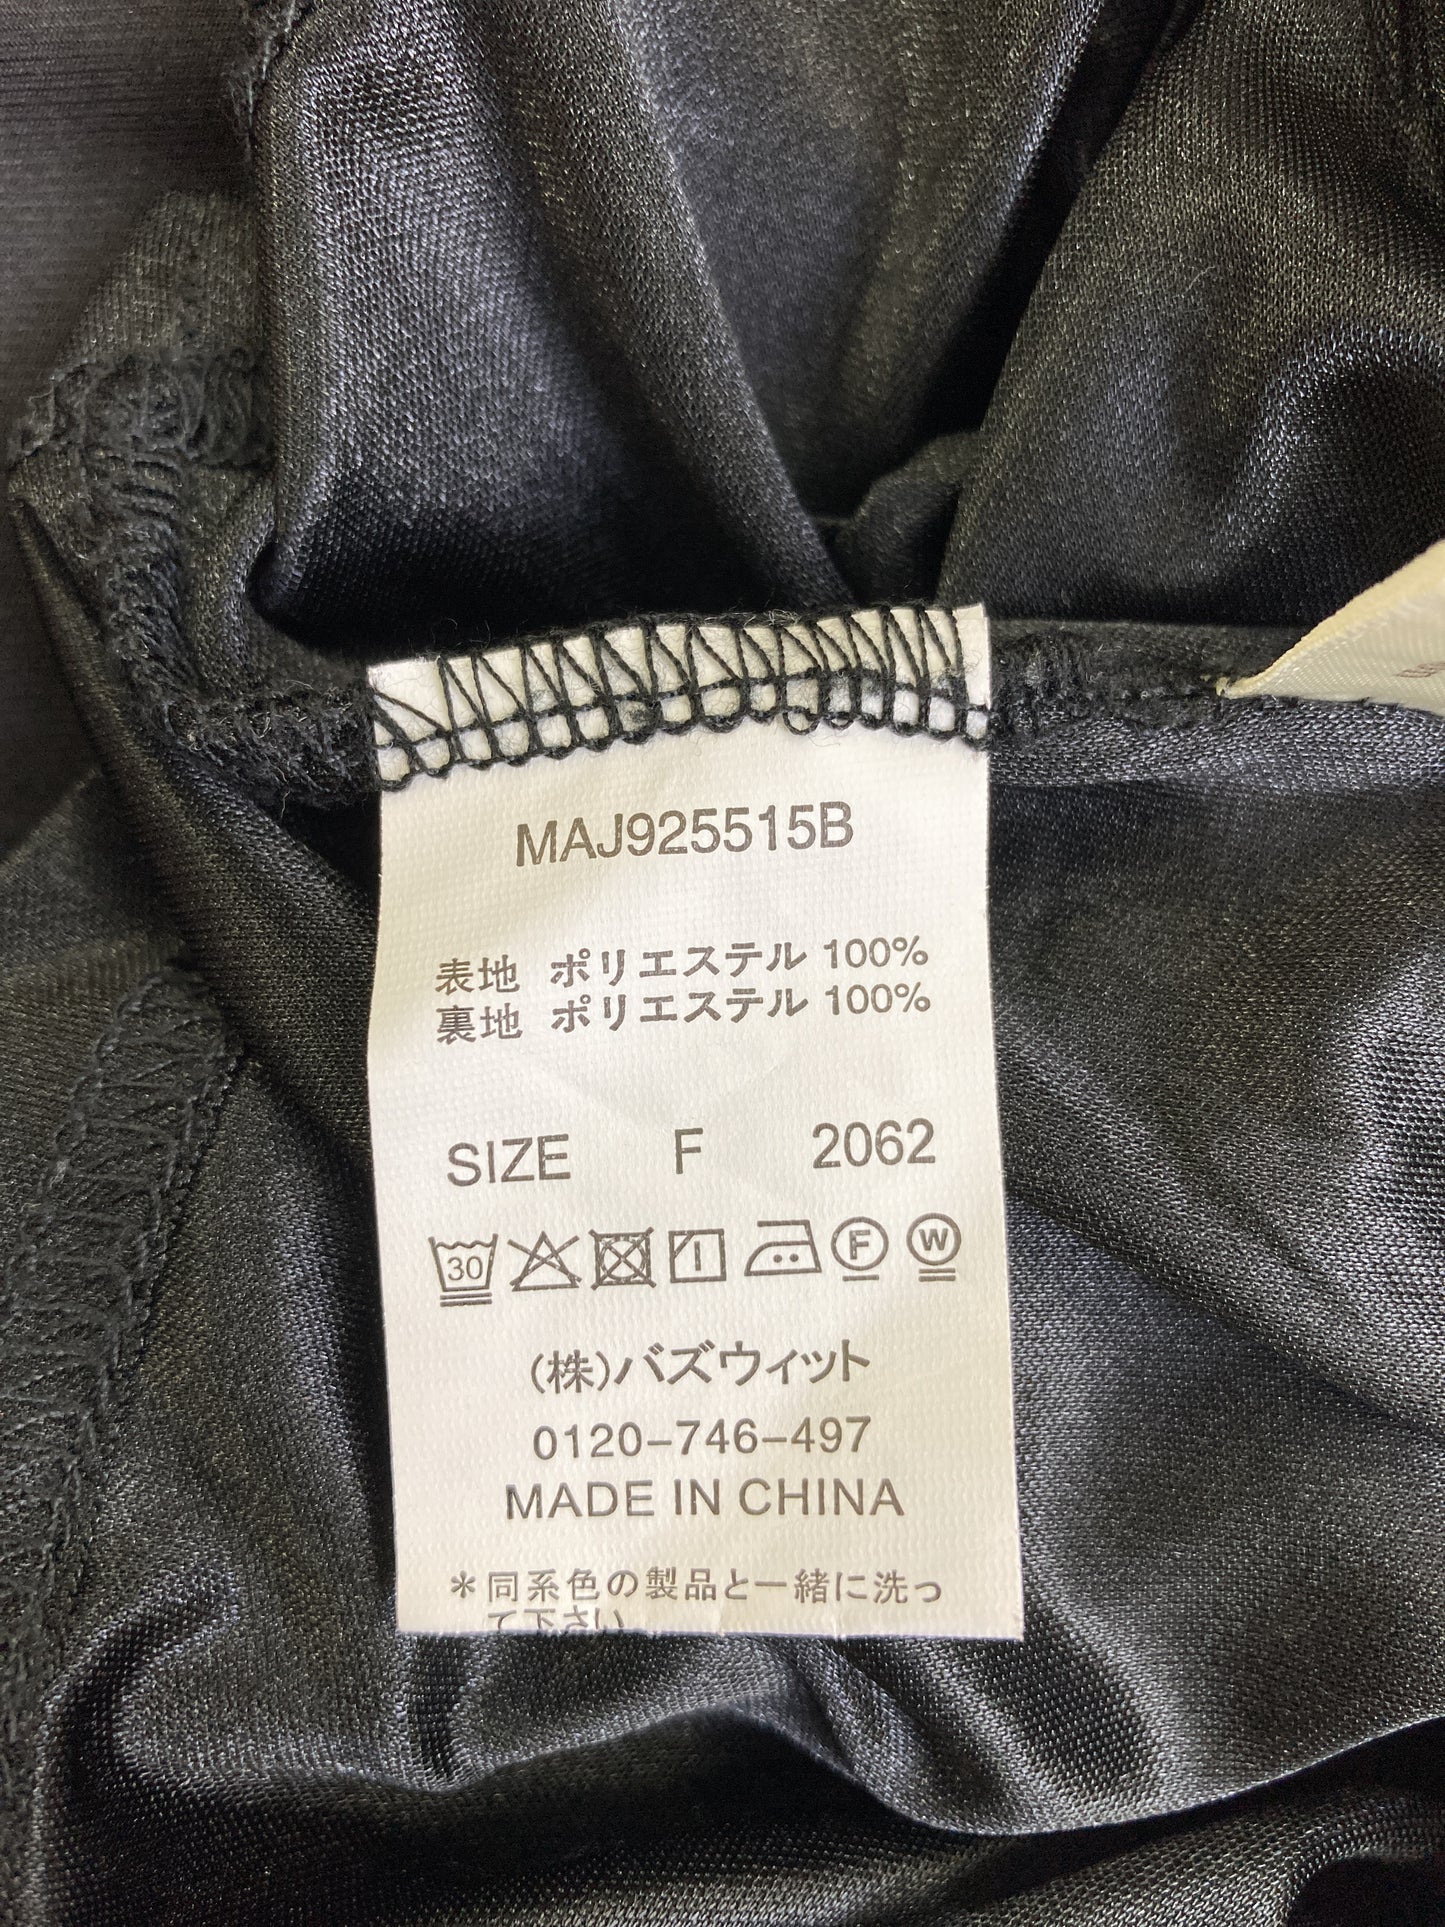 MAJ925515B
表地 ポリエステル 100%
裏地 ポリエステル 100%
SIZE F 2062
30 F W
(株)バズウィット
0120-746-497
MADE IN CHINA
*同系色の製品と一緒に洗っ
て下さい